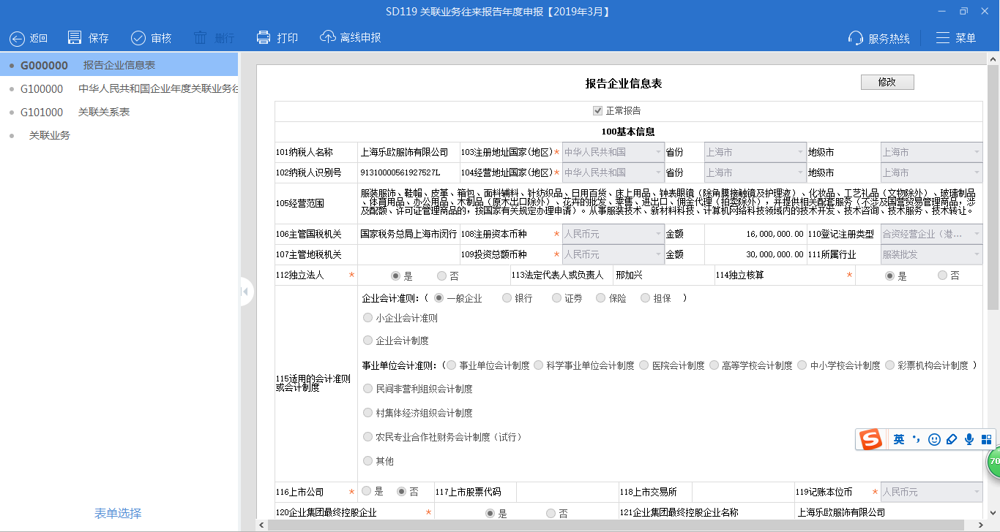 SD119 关联业务往来报告年度申报【2019年3月】
返回 保存 审核 删行 打印 离线申报 服务热线 菜单
G000000 报告企业信息表
G100000 中华人民共和国企业年度关联业务往
G101000 关联关系表
关联业务
表单选择
报告企业信息表 修改
正常报告
100基本信息
101纳税人名称 上海乐欧服饰有限公司 103注册地址国家(地区)* 中华人民共和国 省份 上海市 地级市 上海市
102纳税人识别号 91310000561927527L 104经营地址国家(地区)* 中华人民共和国 省份 上海市 地级市 上海市
105经营范围
服装服饰、鞋帽、皮革、箱包、面料辅料、针纺织品、日用百货、床上用品、钟表眼镜（除角膜接触镜及护理液）、化妆品、工艺礼品（文物除外）、玻璃制品
、体育用品、办公用品、木制品（原木出口除外）、花卉的批发、零售、进出口、佣金代理（拍卖除外），并提供相关配套服务（不涉及国营贸易管理商品，涉
及配额、许可证管理商品的，按国家有关规定办理申请）。从事服装技术、新材料科技、计算机网络科技领域内的技术开发、技术咨询、技术服务、技术转让。
106主管国税机关 国家税务总局上海市闵行 108注册资本币种 * 人民币元 金额 16,000,000.00 110登记注册类型 合资经营企业（港...
107主管地税机关 109投资总额币种 * 人民币元 金额 30,000,000.00 111所属行业 服装批发
112独立法人 * 是 否 113法定代表人或负责人 邢加兴 114独立核算 * 是 否
115适用的会计准则
或会计制度
企业会计准则：( 一般企业 银行 证券 保险 担保 )
小企业会计准则
企业会计制度
事业单位会计准则：( 事业单位会计制度 科学事业单位会计制度 医院会计制度 高等学校会计制度 中小学校会计制度 彩票机构会计制度 )
民间非营利组织会计制度
村集体经济组织会计制度
农民专业合作社财务会计制度（试行）
其他
英
70
116上市公司 * 是 否 117上市股票代码 118上市交易所 119记账本位币 * 人民币元
120企业集团最终控股企业 * 是 否 121企业集团最终控股企业名称 上海乐欧服饰有限公司